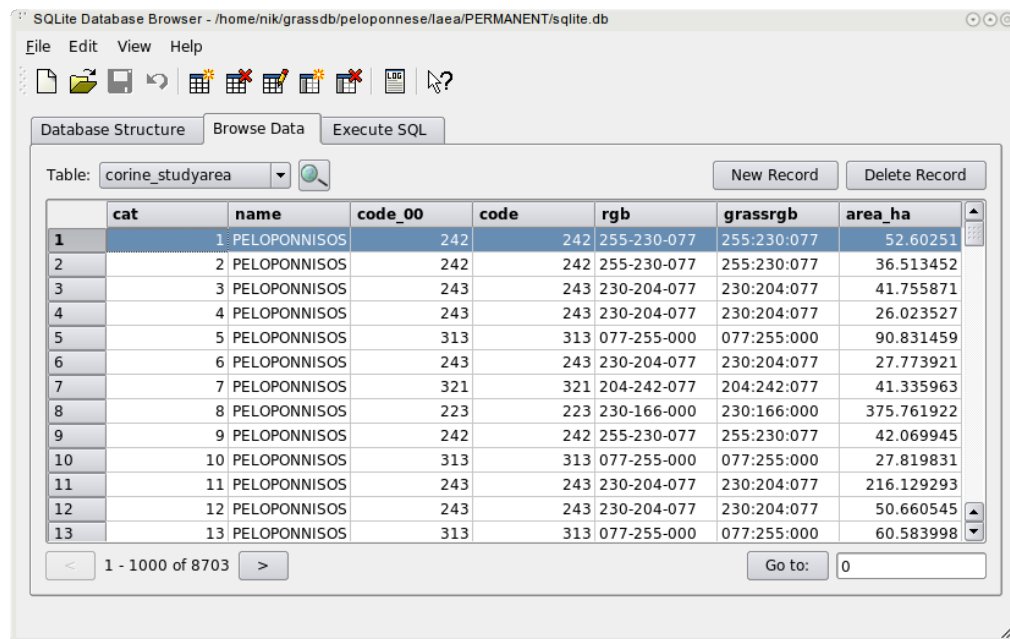 SQLite Database Browser - /home/nik/grassdb/peloponnese/laea/PERMANENT/sqlite.db
File Edit View Help
LOG ?
Database Structure Browse Data Execute SQL
Table: corine_studyarea New Record Delete Record
cat name code_00 code rgb grassrgb area_ha
1 1 PELOPONNISOS 242 242 255-230-077 255:230:077 52.60251
2 2 PELOPONNISOS 242 242 255-230-077 255:230:077 36.513452
3 3 PELOPONNISOS 243 243 230-204-077 230:204:077 41.755871
4 4 PELOPONNISOS 243 243 230-204-077 230:204:077 26.023527
5 5 PELOPONNISOS 313 313 077-255-000 077:255:000 90.831459
6 6 PELOPONNISOS 243 243 230-204-077 230:204:077 27.773921
7 7 PELOPONNISOS 321 321 204-242-077 204:242:077 41.335963
8 8 PELOPONNISOS 223 223 230-166-000 230:166:000 375.761922
9 9 PELOPONNISOS 242 242 255-230-077 255:230:077 42.069945
10 10 PELOPONNISOS 313 313 077-255-000 077:255:000 27.819831
11 11 PELOPONNISOS 243 243 230-204-077 230:204:077 216.129293
12 12 PELOPONNISOS 243 243 230-204-077 230:204:077 50.660545
13 13 PELOPONNISOS 313 313 077-255-000 077:255:000 60.583998
< 1 - 1000 of 8703 > Go to: 0